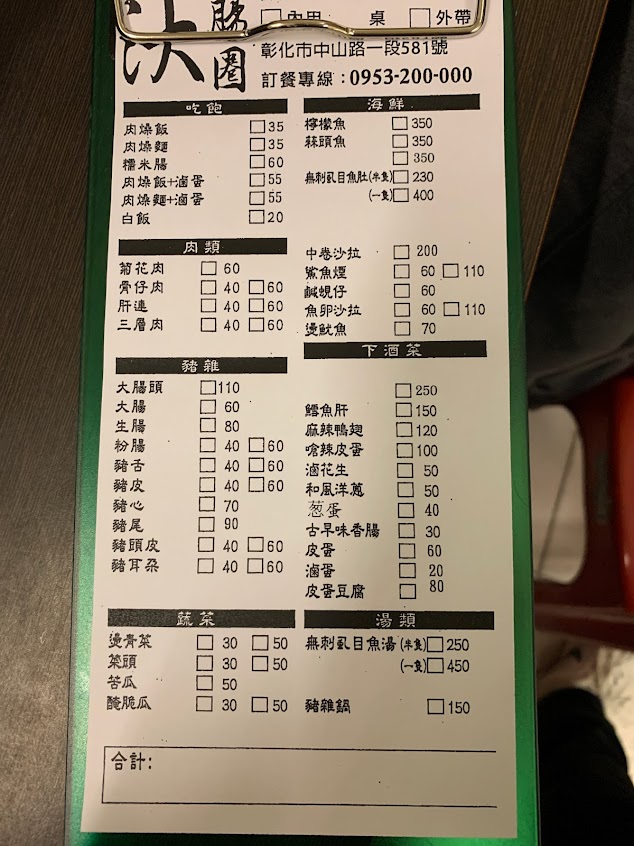 內用 桌 外帶
腸圈
彰化市中山路一段581號
訂餐專線：0953-200-000
吃飽
肉燥飯 35
肉燥麵 35
糯米腸 60
肉燥飯+滷蛋 55
肉燥麵+滷蛋 55
白飯 20
肉類
菊花肉 60
骨仔肉 40 60
肝連 40 60
三層肉 40 60
豬雜
大腸頭 110
大腸 60
生腸 80
粉腸 40 60
豬舌 40 60
豬皮 40 60
豬心 70
豬尾 90
豬頭皮 40 60
豬耳朵 40 60
蔬菜
燙青菜 30 50
菜頭 30 50
苦瓜 50
醃脆瓜 30 50
海鮮
檸檬魚 350
蒜頭魚 350
350
無刺虱目魚肚(半隻) 230
(一隻) 400
中卷沙拉 200
鯊魚煙 60 110
鹹蜆仔 60
魚卵沙拉 60 110
燙魷魚 70
下酒菜
250
鱈魚肝 150
麻辣鴨翅 120
嗆辣皮蛋 100
滷花生 50
和風洋蔥 50
葱蛋 40
古早味香腸 30
皮蛋 60
滷蛋 20
皮蛋豆腐 80
湯類
無刺虱目魚湯(半隻) 250
(一隻) 450
豬雜鍋 150
合計: